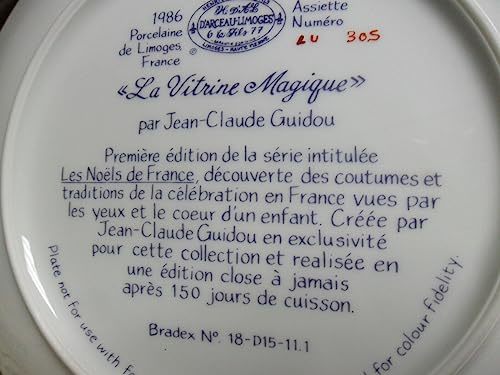 1986
Porcelaine
de Limoges,
France
D'ARCEAU-LIMOGES
LIMOGES - HAUTE VIENNE
Assiette
Numéro
LU 305
«La Vitrine Magique»
par Jean-Claude Guidou
Première édition de la série intitulée
Les Noëls de France, découverte des coutumes et
traditions de la célébration en France vues par
les yeux et le coeur d'un enfant. Créée par
Jean-Claude Guidou en exclusivité
pour cette collection et realisée en
une édition close à jamais
après 150 jours de cuisson.
Bradex Nº. 18-D15-11.1
Plate not for use with
for colour fidelity.